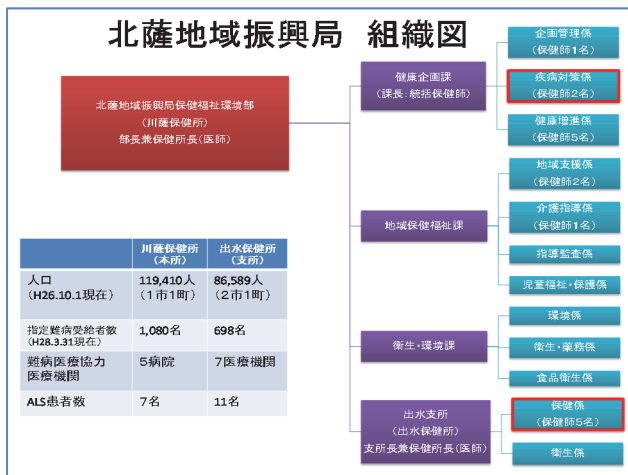 北薩地域振興局　組織図
北薩地域振興局保健福祉環境部
（川薩保健所）
部長兼保健所長（医師）
健康企画課
（課長：統括保健師）
企画管理係
（保健師1名）
疾病対策係
（保健師2名）
健康増進係
（保健師5名）
地域保健福祉課
地域支援係
（保健師2名）
介護指導係
（保健師1名）
指導監査係
児童福祉・保護係
衛生・環境課
環境係
衛生・薬務係
食品衛生係
出水支所
（出水保健所）
支所長兼保健所長（医師）
保健係
（保健師5名）
衛生係
川薩保健所 出水保健所
（本所） （支所）
人口 119,410人 86,589人
（H26.10.1現在） （1市1町） （2市1町）
指定難病受給者数 1,080名 698名
（H28.3.31現在）
難病医療協力 5病院 7医療機関
医療機関
ALS患者数 7名 11名